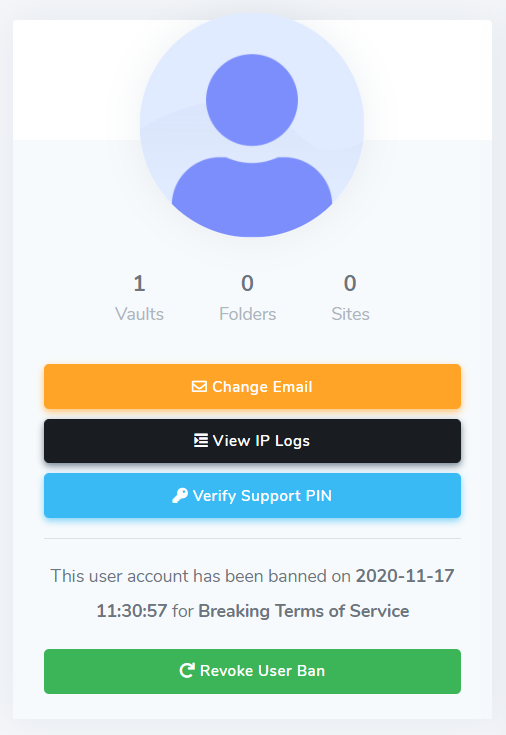 1 0 0
Vaults Folders Sites
Change Email
View IP Logs
Verify Support PIN
This user account has been banned on 2020-11-17
11:30:57 for Breaking Terms of Service
Revoke User Ban